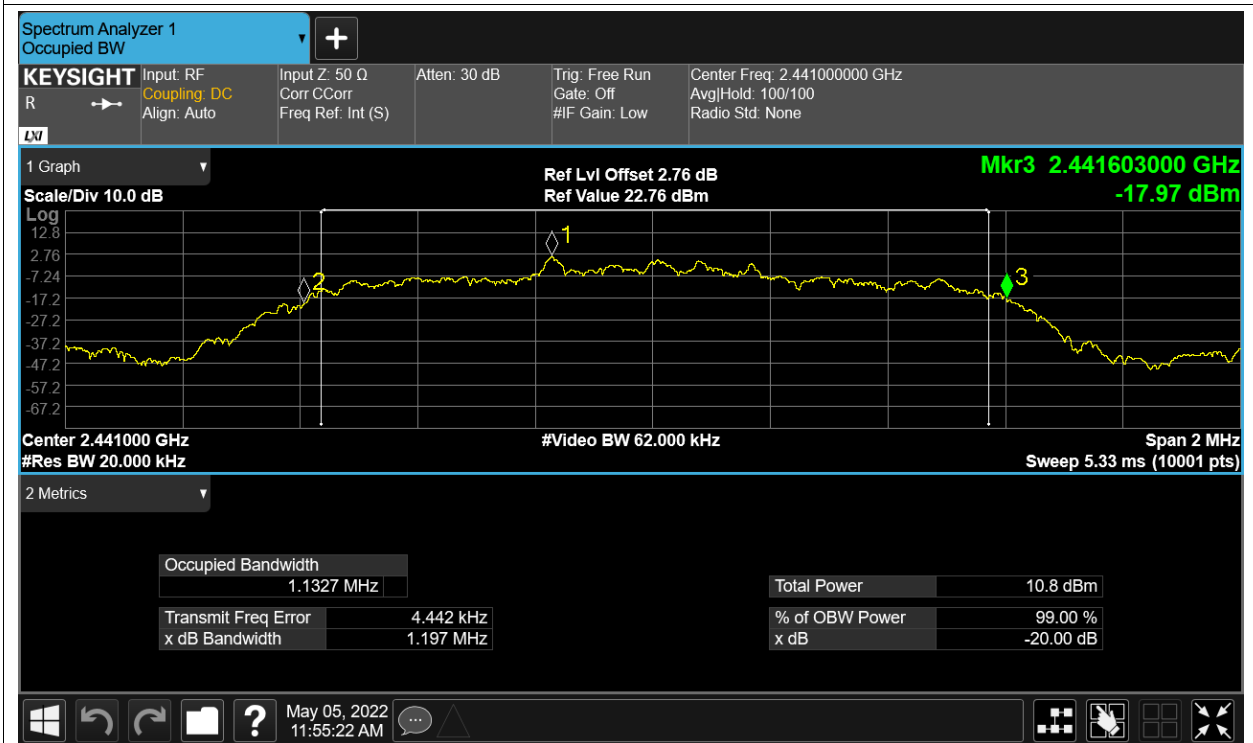 Spectrum Analyzer 1
Occupied BW
KEYSIGHT
R
LXI
Input: RF
Coupling: DC
Align: Auto
Input Z: 50 Ω
Corr CCorr
Freq Ref: Int (S)
Atten: 30 dB
Trig: Free Run
Gate: Off
#IF Gain: Low
Center Freq: 2.441000000 GHz
Avg|Hold: 100/100
Radio Std: None
1 Graph
Scale/Div 10.0 dB
Ref Lvl Offset 2.76 dB
Ref Value 22.76 dBm
Mkr3 2.441603000 GHz
-17.97 dBm
Log
12.8
2.76
-7.24
-17.2
-27.2
-37.2
-47.2
-57.2
-67.2
1
2
3
Center 2.441000 GHz
#Res BW 20.000 kHz
#Video BW 62.000 kHz
Span 2 MHz
Sweep 5.33 ms (10001 pts)
2 Metrics
Occupied Bandwidth
1.1327 MHz
Transmit Freq Error 4.442 kHz
x dB Bandwidth 1.197 MHz
Total Power 10.8 dBm
% of OBW Power 99.00 %
x dB -20.00 dB
?
May 05, 2022
11:55:22 AM